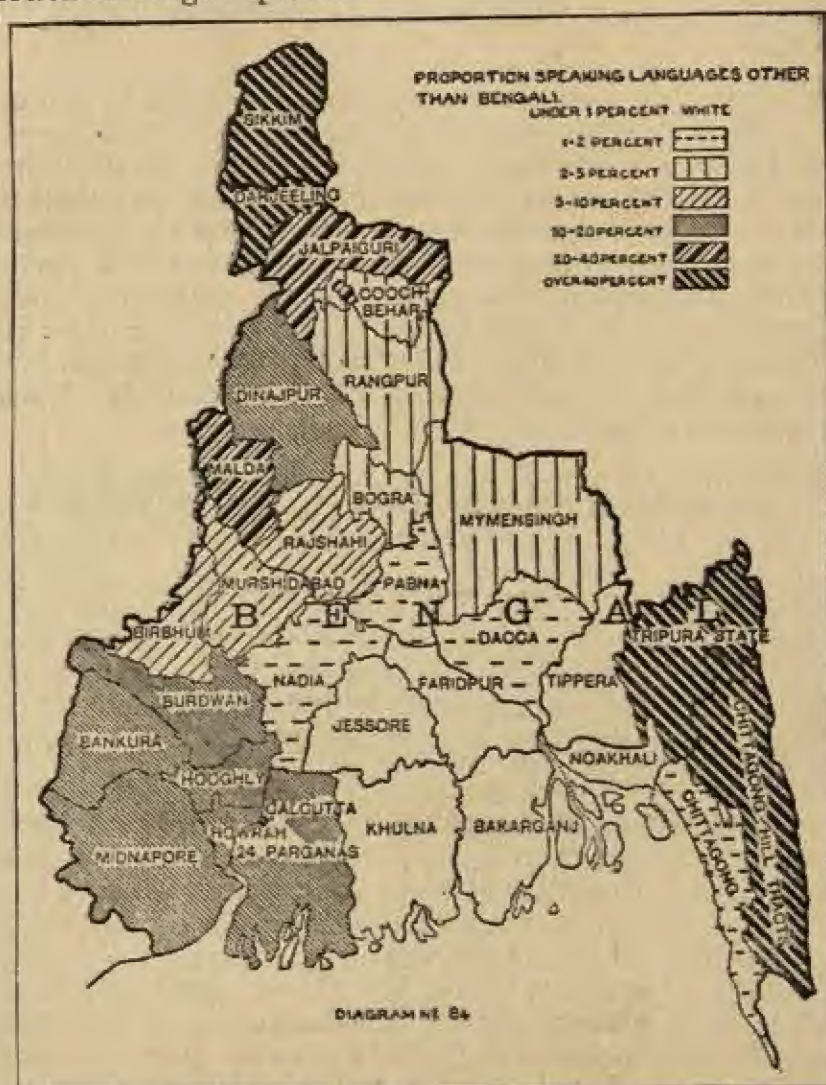 PROPORTION SPEAKING LANGUAGES OTHER
THAN BENGALI.
UNDER 1 PERCENT WHITE
1-2 PERCENT
2-5 PERCENT
5-10 PERCENT
10-20 PERCENT
20-40 PERCENT
OVER 40 PERCENT
SIKKIM
DARJEELING
JALPAIGURI
COOCH
BEHAR
RANGPUR
DINAJPUR
MALDA
BOGRA
MYMENSINGH
RAJSHAHI
MURSHIDABAD
PABNA
BENGAL
BIRBHUM
DACCA
TRIPURA STATE
NADIA
FARIDPUR
TIPPERA
BURDWAN
JESSORE
BANKURA
NOAKHALI
CHITTAGONG HILL TRACTS
HOOGHLY
CALCUTTA
HOWRAH
KHULNA
BAKARGANJ
CHITTAGONG
MIDNAPORE
24 PARGANAS
DIAGRAM Nº 84